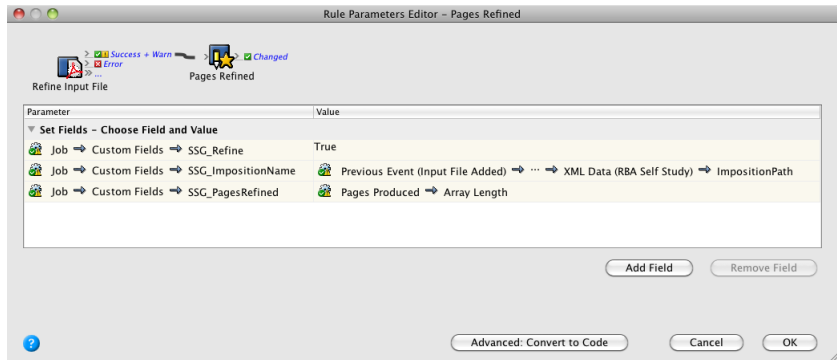 Rule Parameters Editor – Pages Refined
> Success + Warn
> Error
>> ...
Refine Input File
> Changed
Pages Refined
Parameter Value
Set Fields – Choose Field and Value
Job ➔ Custom Fields ➔ SSG_Refine True
Job ➔ Custom Fields ➔ SSG_ImpositionName Previous Event (Input File Added) ➔ ... ➔ XML Data (RBA Self Study) ➔ ImpositionPath
Job ➔ Custom Fields ➔ SSG_PagesRefined Pages Produced ➔ Array Length
Add Field Remove Field
? Advanced: Convert to Code Cancel OK